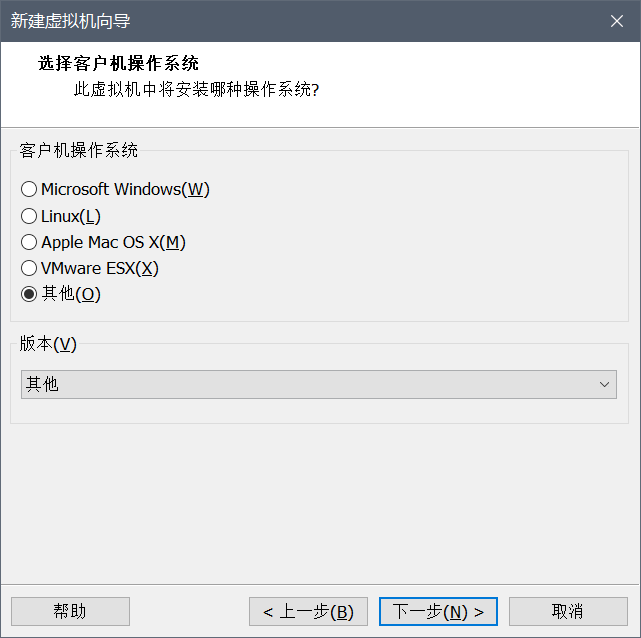 新建虚拟机向导
选择客户机操作系统
此虚拟机中将安装哪种操作系统?
客户机操作系统
Microsoft Windows(W)
Linux(L)
Apple Mac OS X(M)
VMware ESX(X)
其他(O)
版本(V)
其他
帮助
< 上一步(B)
下一步(N) >
取消